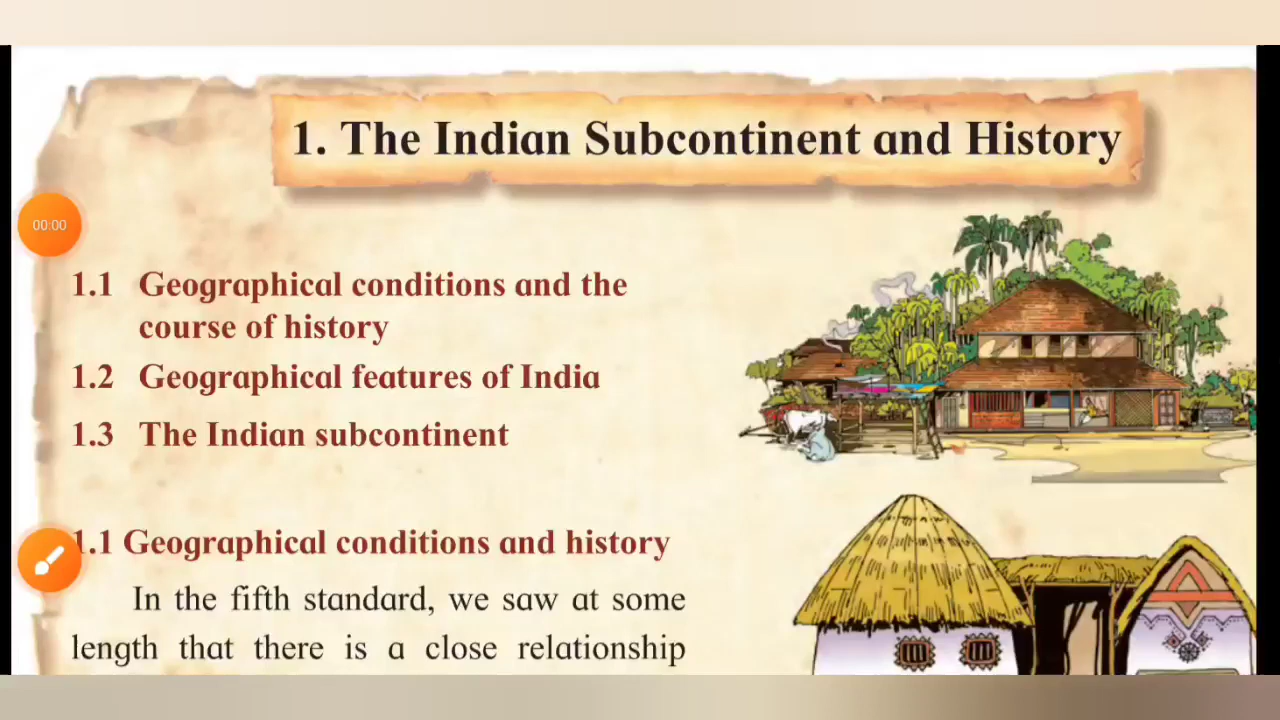 1. The Indian Subcontinent and History
00:00
1.1 Geographical conditions and the
course of history
1.2 Geographical features of India
1.3 The Indian subcontinent
1.1 Geographical conditions and history
In the fifth standard, we saw at some
length that there is a close relationship